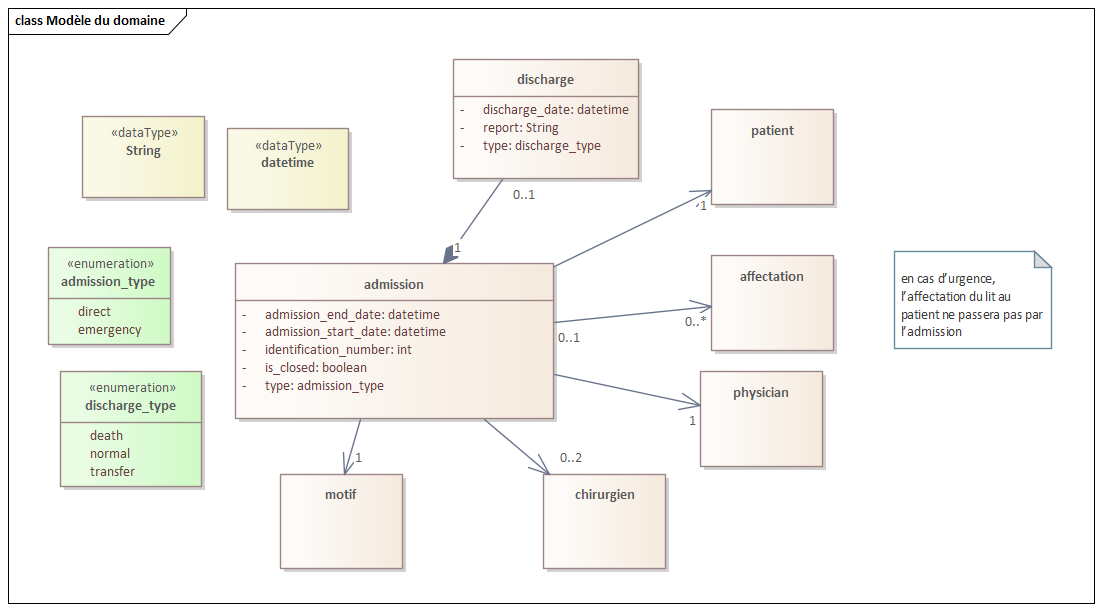 class Modèle du domaine
discharge
- discharge_date: datetime
- report: String
- type: discharge_type
«dataType»
String
«dataType»
datetime
patient
0..1
1
1
«enumeration»
admission_type
direct
emergency
admission
- admission_end_date: datetime
- admission_start_date: datetime
- identification_number: int
- is_closed: boolean
- type: admission_type
affectation
0..*
0..1
en cas d'urgence,
l'affectation du lit au
patient ne passera pas par
l'admission
«enumeration»
discharge_type
death
normal
transfer
physician
1
1
0..2
motif
chirurgien